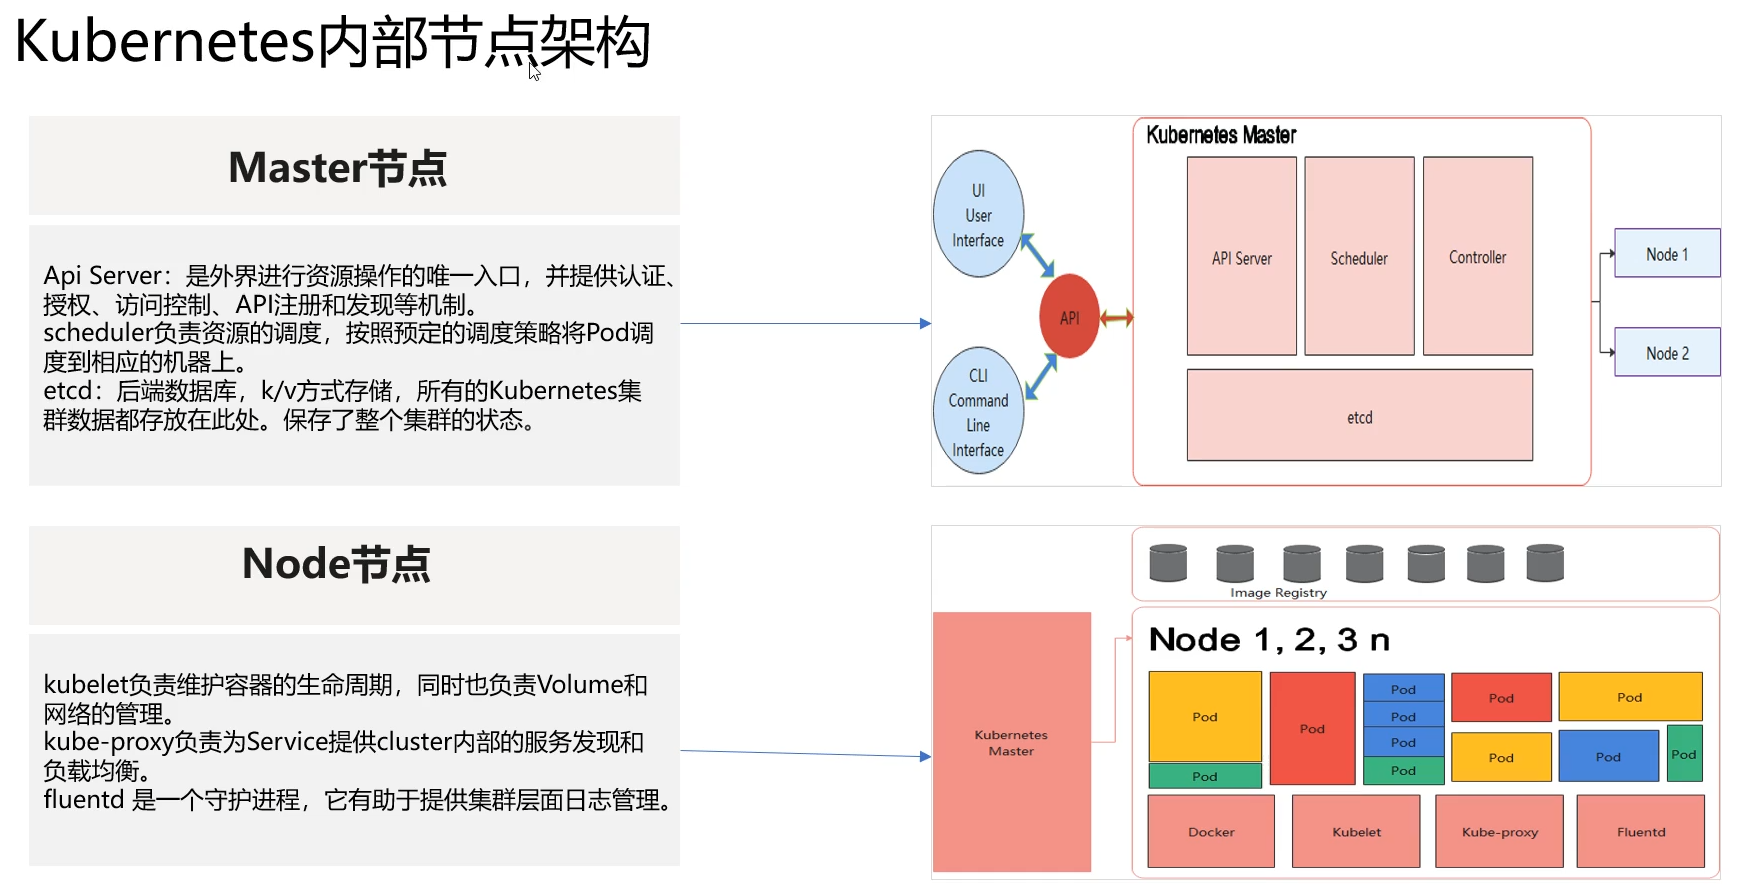 Kubernetes内部节点架构
Master节点
Api Server：是外界进行资源操作的唯一入口，并提供认证、
授权、访问控制、API注册和发现等机制。
scheduler负责资源的调度，按照预定的调度策略将Pod调
度到相应的机器上。
etcd：后端数据库，k/v方式存储，所有的Kubernetes集
群数据都存放在此处。保存了整个集群的状态。
Kubernetes Master
UI
User
Interface
API
CLI
Command
Line
Interface
API Server
Scheduler
Controller
etcd
Node 1
Node 2
Node节点
kubelet负责维护容器的生命周期，同时也负责Volume和
网络的管理。
kube-proxy负责为Service提供cluster内部的服务发现和
负载均衡。
fluentd 是一个守护进程，它有助于提供集群层面日志管理。
Image Registry
Kubernetes
Master
Node 1, 2, 3 n
Pod
Pod
Pod
Pod
Pod
Pod
Pod
Pod
Pod
Pod
Pod
Pod
Docker
Kubelet
Kube-proxy
Fluentd